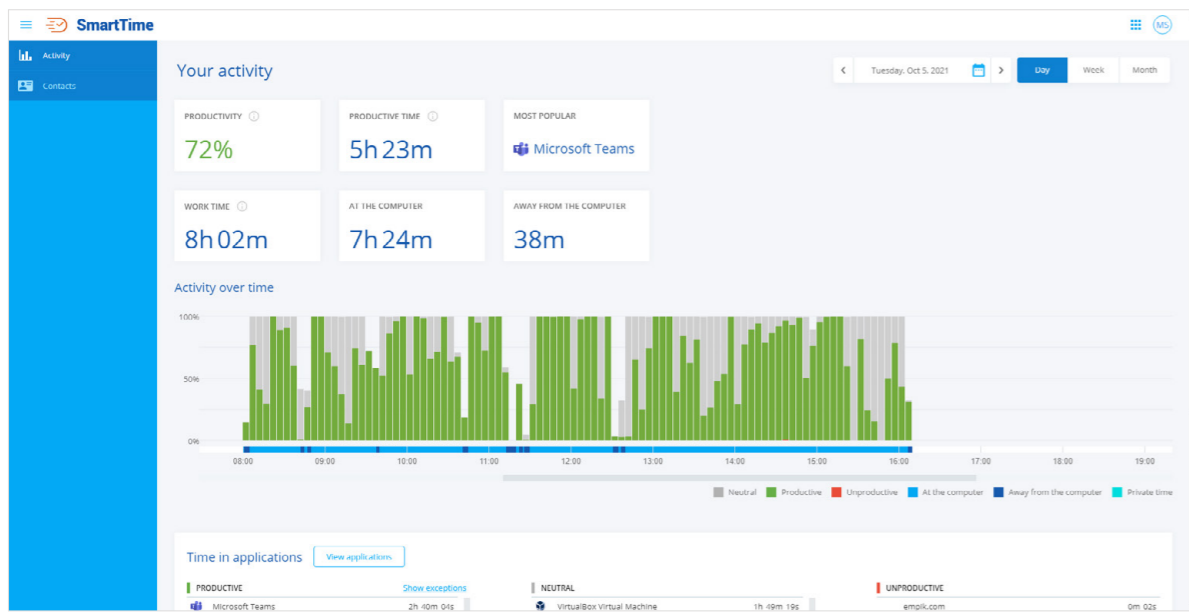 SmartTime
MS
Activity
Contacts
Your activity
Tuesday, Oct 5, 2021
Day Week Month
PRODUCTIVITY
72%
PRODUCTIVE TIME
5h 23m
MOST POPULAR
Microsoft Teams
WORK TIME
8h 02m
AT THE COMPUTER
7h 24m
AWAY FROM THE COMPUTER
38m
Activity over time
100%
50%
0%
08:00 09:00 10:00 11:00 12:00 13:00 14:00 15:00 16:00 17:00 18:00 19:00
Neutral Productive Unproductive At the computer Away from the computer Private time
Time in applications View applications
PRODUCTIVE Show exceptions NEUTRAL UNPRODUCTIVE
Microsoft Teams 2h 40m 04s VirtualBox Virtual Machine 1h 49m 19s empik.com 0m 02s